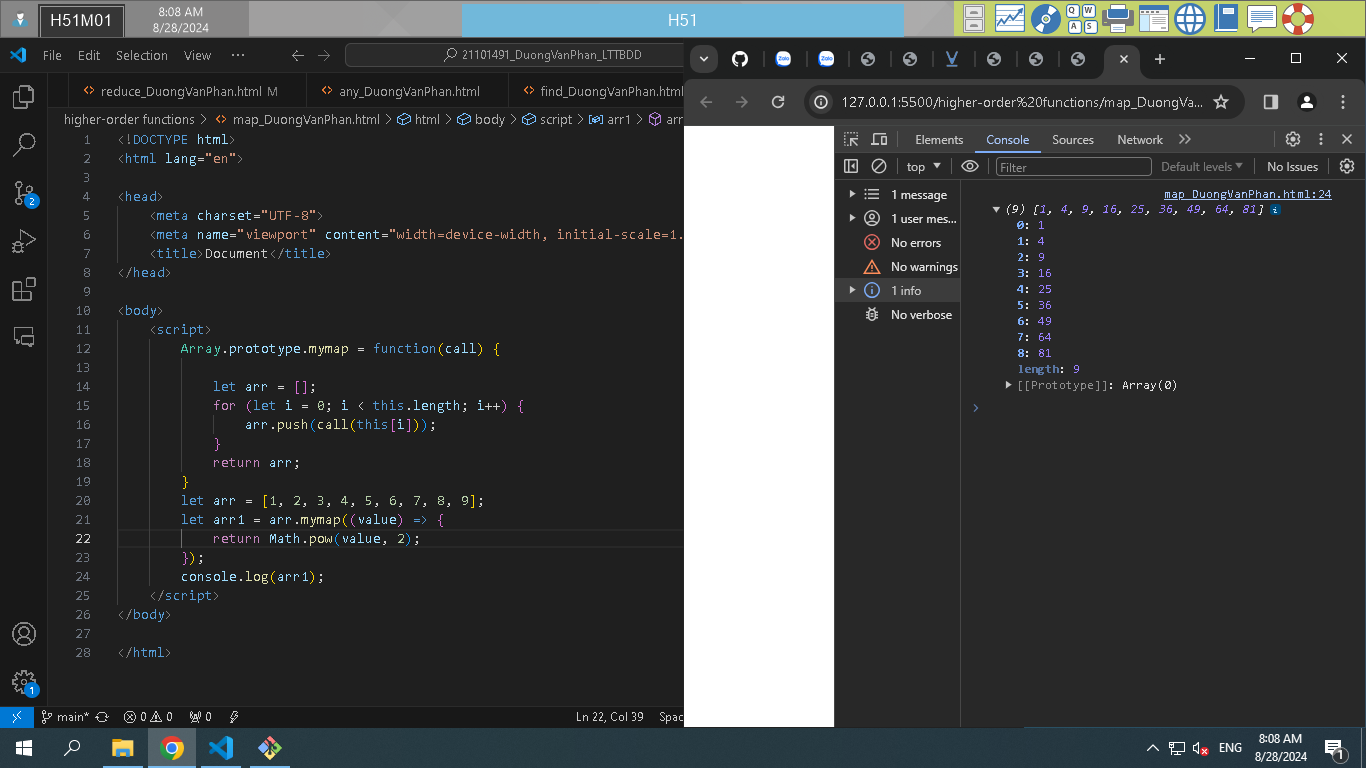 H51M01
8:08 AM
8/28/2024
H51
Q W
A S
File Edit Selection View ···
21101491_DuongVanPhan_LTTBDD
reduce_DuongVanPhan.html M
any_DuongVanPhan.html
find_DuongVanPhan.html
higher-order functions > map_DuongVanPhan.html > html > body > script > arr1 > arr
1 <!DOCTYPE html>
2 <html lang="en">
3
4 <head>
5 <meta charset="UTF-8">
6 <meta name="viewport" content="width=device-width, initial-scale=1.
7 <title>Document</title>
8 </head>
9
10 <body>
11 <script>
12 Array.prototype.mymap = function(call) {
13
14 let arr = [];
15 for (let i = 0; i < this.length; i++) {
16 arr.push(call(this[i]));
17 }
18 return arr;
19 }
20 let arr = [1, 2, 3, 4, 5, 6, 7, 8, 9];
21 let arr1 = arr.mymap((value) => {
22 return Math.pow(value, 2);
23 });
24 console.log(arr1);
25 </script>
26 </body>
27
28 </html>
2
1
main* 0 0 0
Ln 22, Col 39 Spac
Zalo
Zalo
127.0.0.1:5500/higher-order%20functions/map_DuongVa...
Elements Console Sources Network
top Filter Default levels No Issues
1 message
1 user mes...
No errors
No warnings
1 info
No verbose
map_DuongVanPhan.html:24
(9) [1, 4, 9, 16, 25, 36, 49, 64, 81] i
0: 1
1: 4
2: 9
3: 16
4: 25
5: 36
6: 49
7: 64
8: 81
length: 9
[[Prototype]]: Array(0)
ENG
8:08 AM
8/28/2024
1